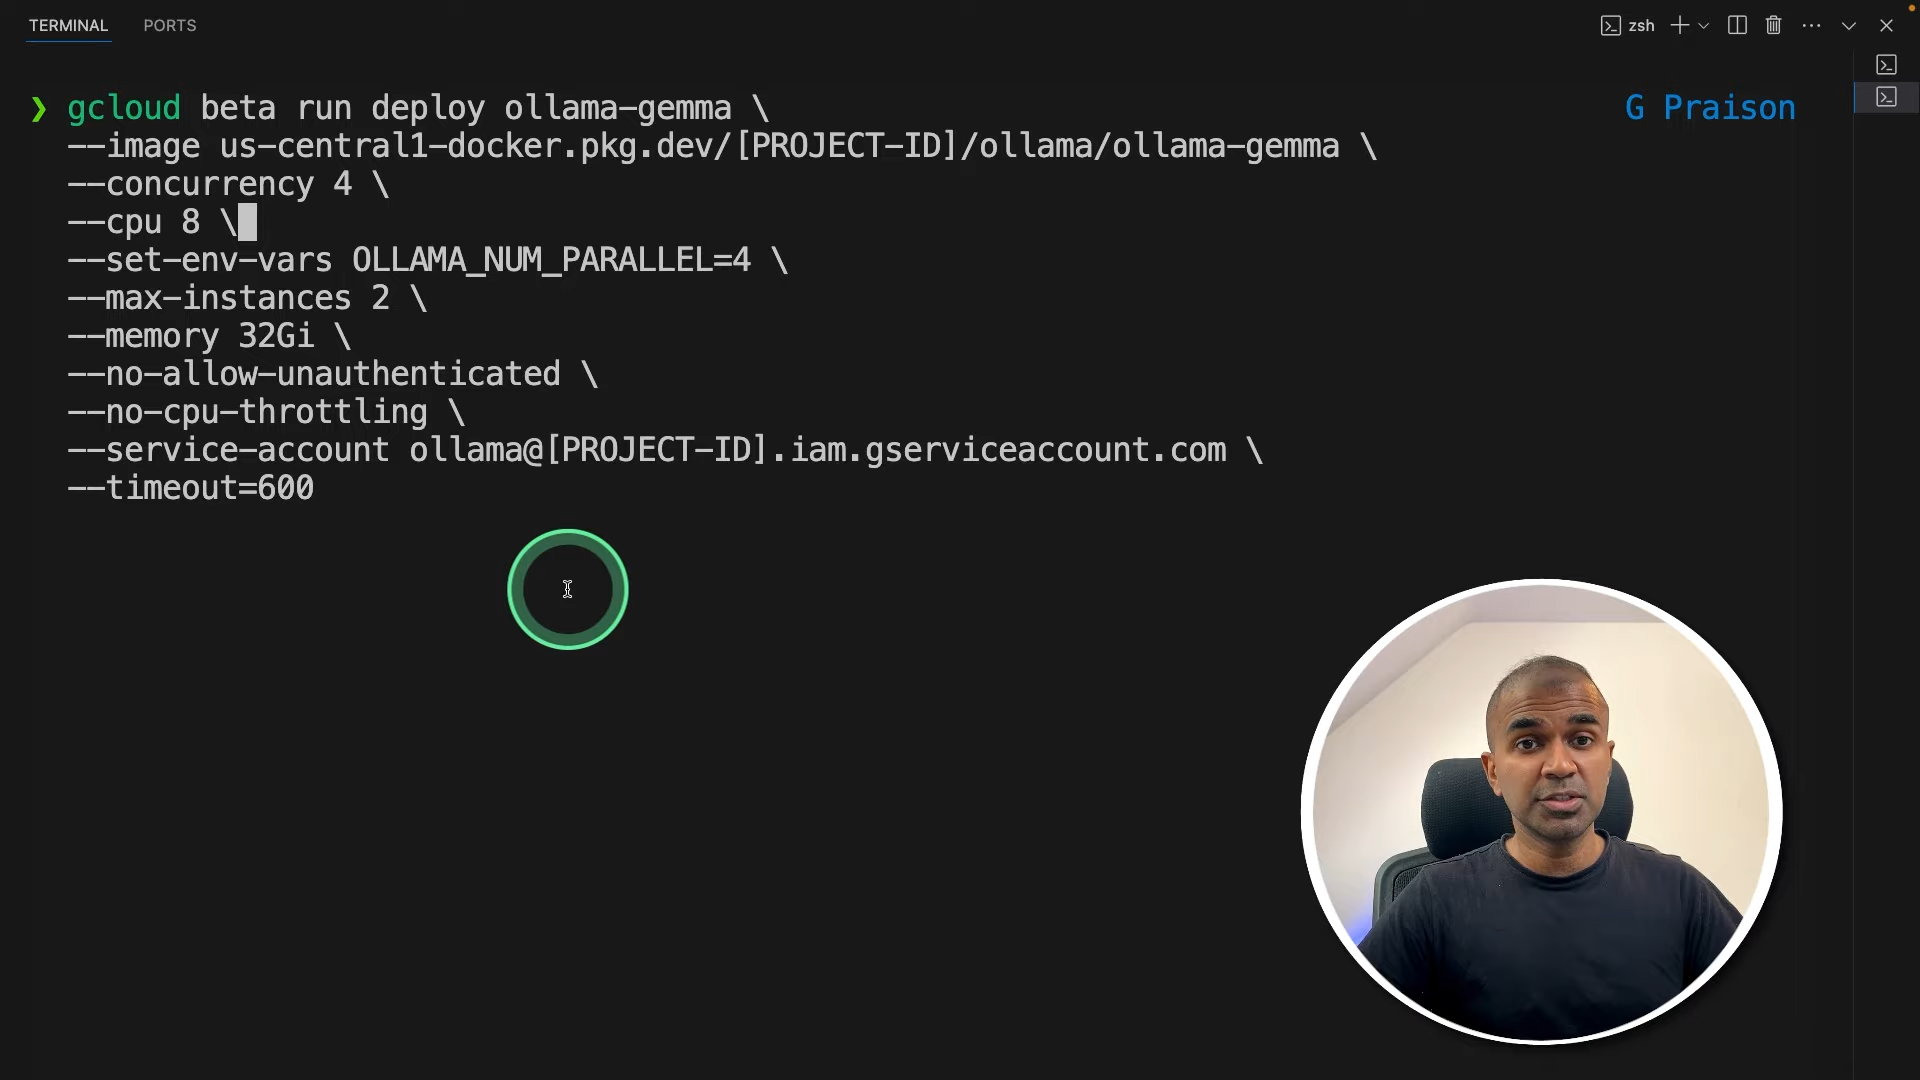 TERMINAL PORTS zsh
❯ gcloud beta run deploy ollama-gemma \ G Praison
--image us-central1-docker.pkg.dev/[PROJECT-ID]/ollama/ollama-gemma \
--concurrency 4 \
--cpu 8 \
--set-env-vars OLLAMA_NUM_PARALLEL=4 \
--max-instances 2 \
--memory 32Gi \
--no-allow-unauthenticated \
--no-cpu-throttling \
--service-account ollama@[PROJECT-ID].iam.gserviceaccount.com \
--timeout=600